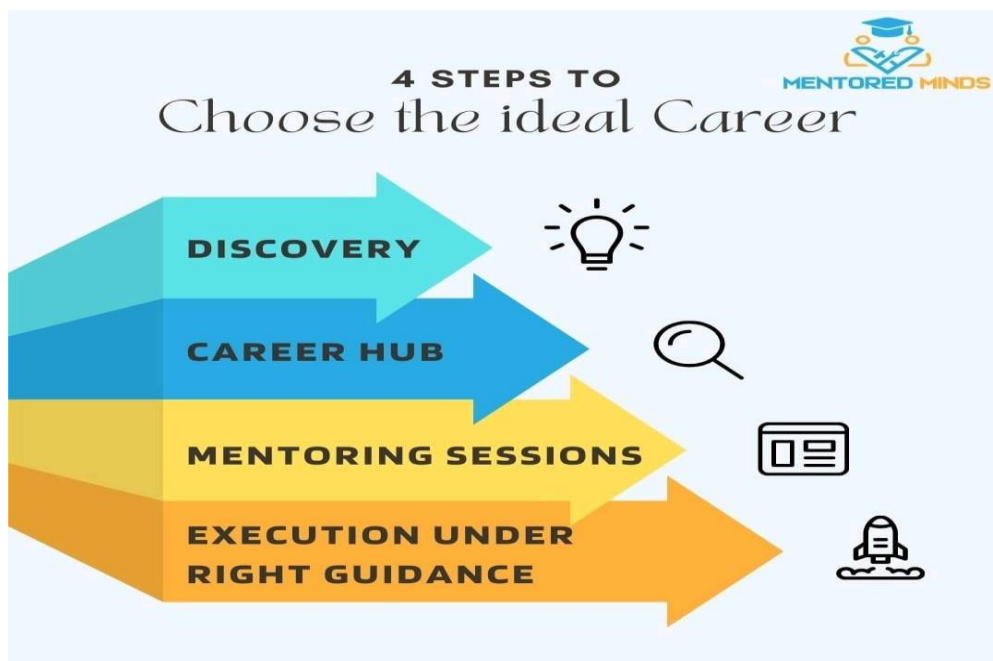 MENTORED MINDS
4 STEPS TO
Choose the ideal Career
DISCOVERY
CAREER HUB
MENTORING SESSIONS
EXECUTION UNDER
RIGHT GUIDANCE